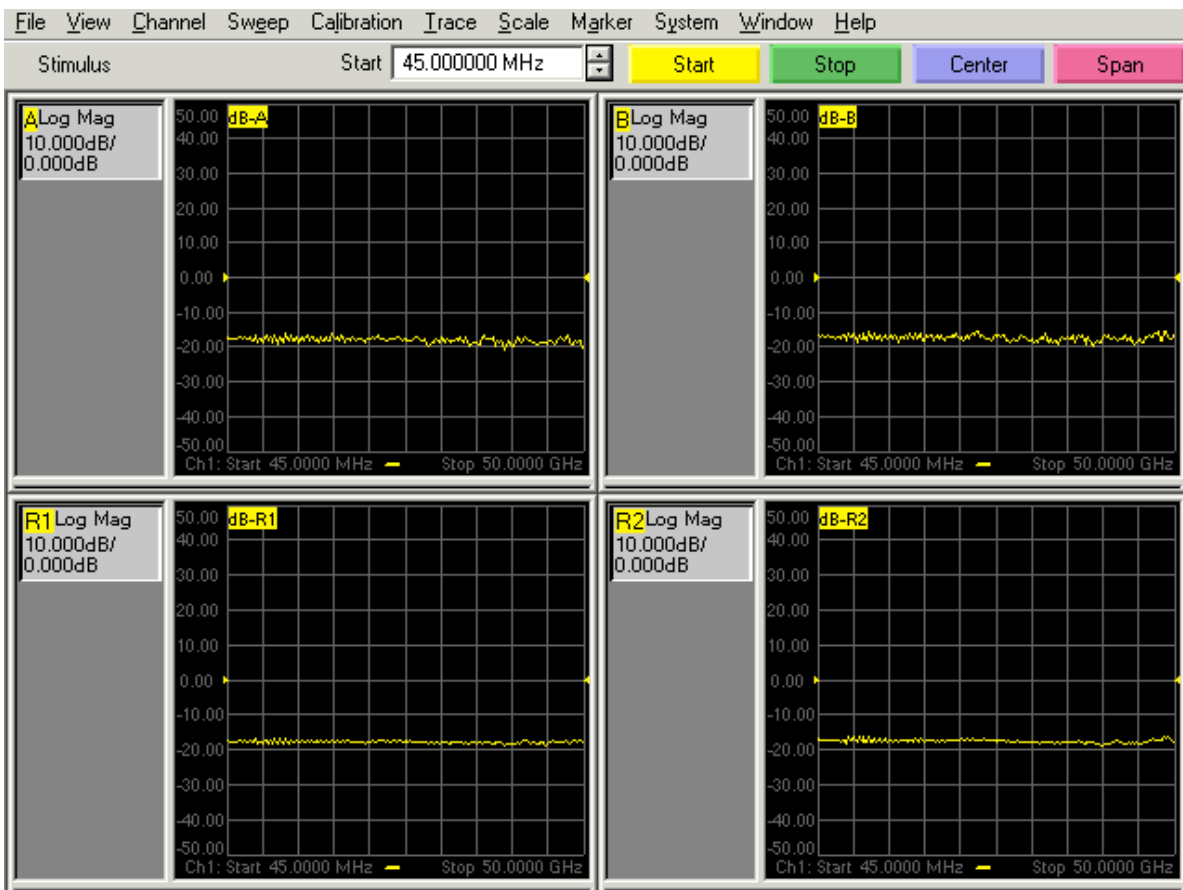 File View Channel Sweep Calibration Trace Scale Marker System Window Help
Stimulus Start 45.000000 MHz Start Stop Center Span
ALog Mag
10.000dB/
0.000dB
50.00 dB-A
40.00
30.00
20.00
10.00
0.00
-10.00
-20.00
-30.00
-40.00
-50.00
Ch1: Start 45.0000 MHz Stop 50.0000 GHz
BLog Mag
10.000dB/
0.000dB
50.00 dB-B
40.00
30.00
20.00
10.00
0.00
-10.00
-20.00
-30.00
-40.00
-50.00
Ch1: Start 45.0000 MHz Stop 50.0000 GHz
R1Log Mag
10.000dB/
0.000dB
50.00 dB-R1
40.00
30.00
20.00
10.00
0.00
-10.00
-20.00
-30.00
-40.00
-50.00
Ch1: Start 45.0000 MHz Stop 50.0000 GHz
R2Log Mag
10.000dB/
0.000dB
50.00 dB-R2
40.00
30.00
20.00
10.00
0.00
-10.00
-20.00
-30.00
-40.00
-50.00
Ch1: Start 45.0000 MHz Stop 50.0000 GHz